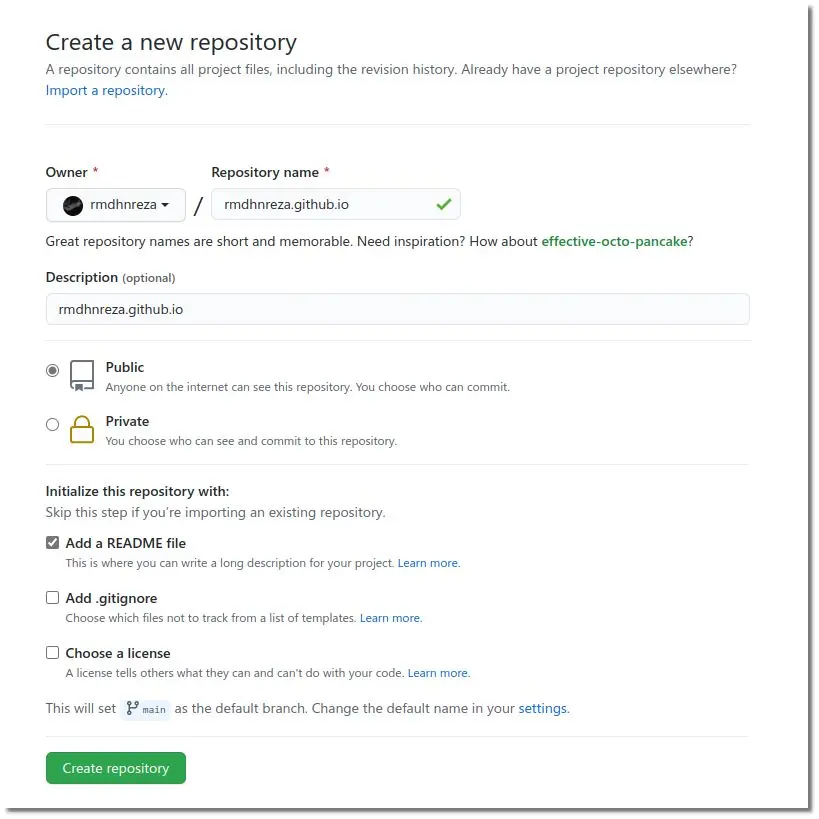 Create a new repository
A repository contains all project files, including the revision history. Already have a project repository elsewhere?
Import a repository.
Owner * Repository name *
rmdhnreza / rmdhnreza.github.io
Great repository names are short and memorable. Need inspiration? How about effective-octo-pancake?
Description (optional)
rmdhnreza.github.io
Public
Anyone on the internet can see this repository. You choose who can commit.
Private
You choose who can see and commit to this repository.
Initialize this repository with:
Skip this step if you’re importing an existing repository.
Add a README file
This is where you can write a long description for your project. Learn more.
Add .gitignore
Choose which files not to track from a list of templates. Learn more.
Choose a license
A license tells others what they can and can't do with your code. Learn more.
This will set main as the default branch. Change the default name in your settings.
Create repository